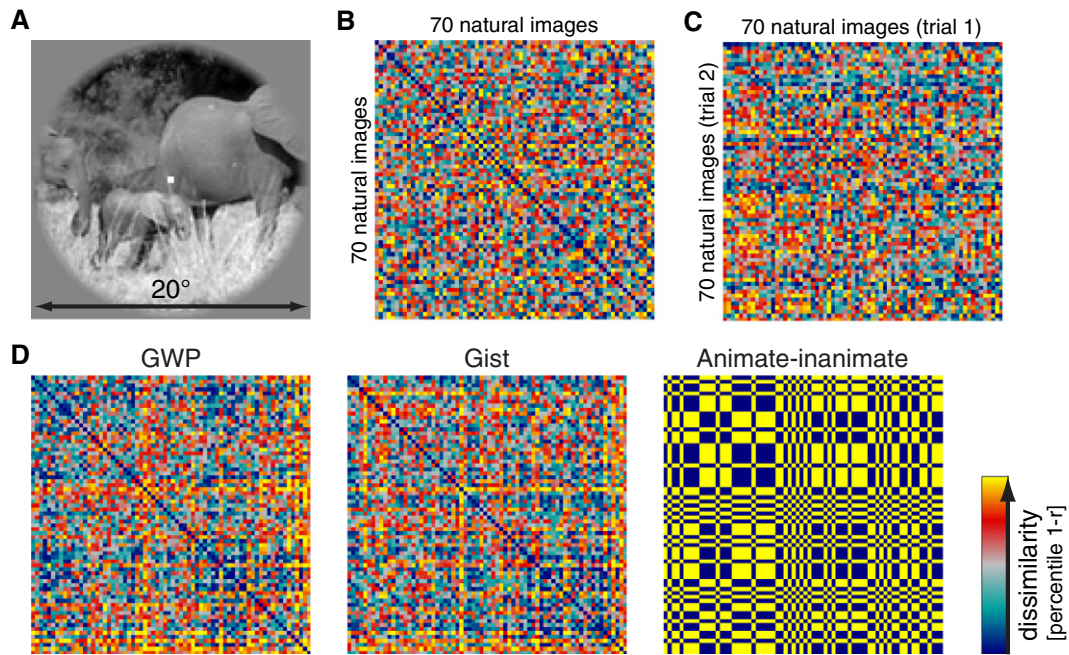 A
20°
B
70 natural images
70 natural images
C
70 natural images (trial 1)
70 natural images (trial 2)
D
GWP
Gist
Animate-inanimate
dissimilarity
[percentile 1-r]